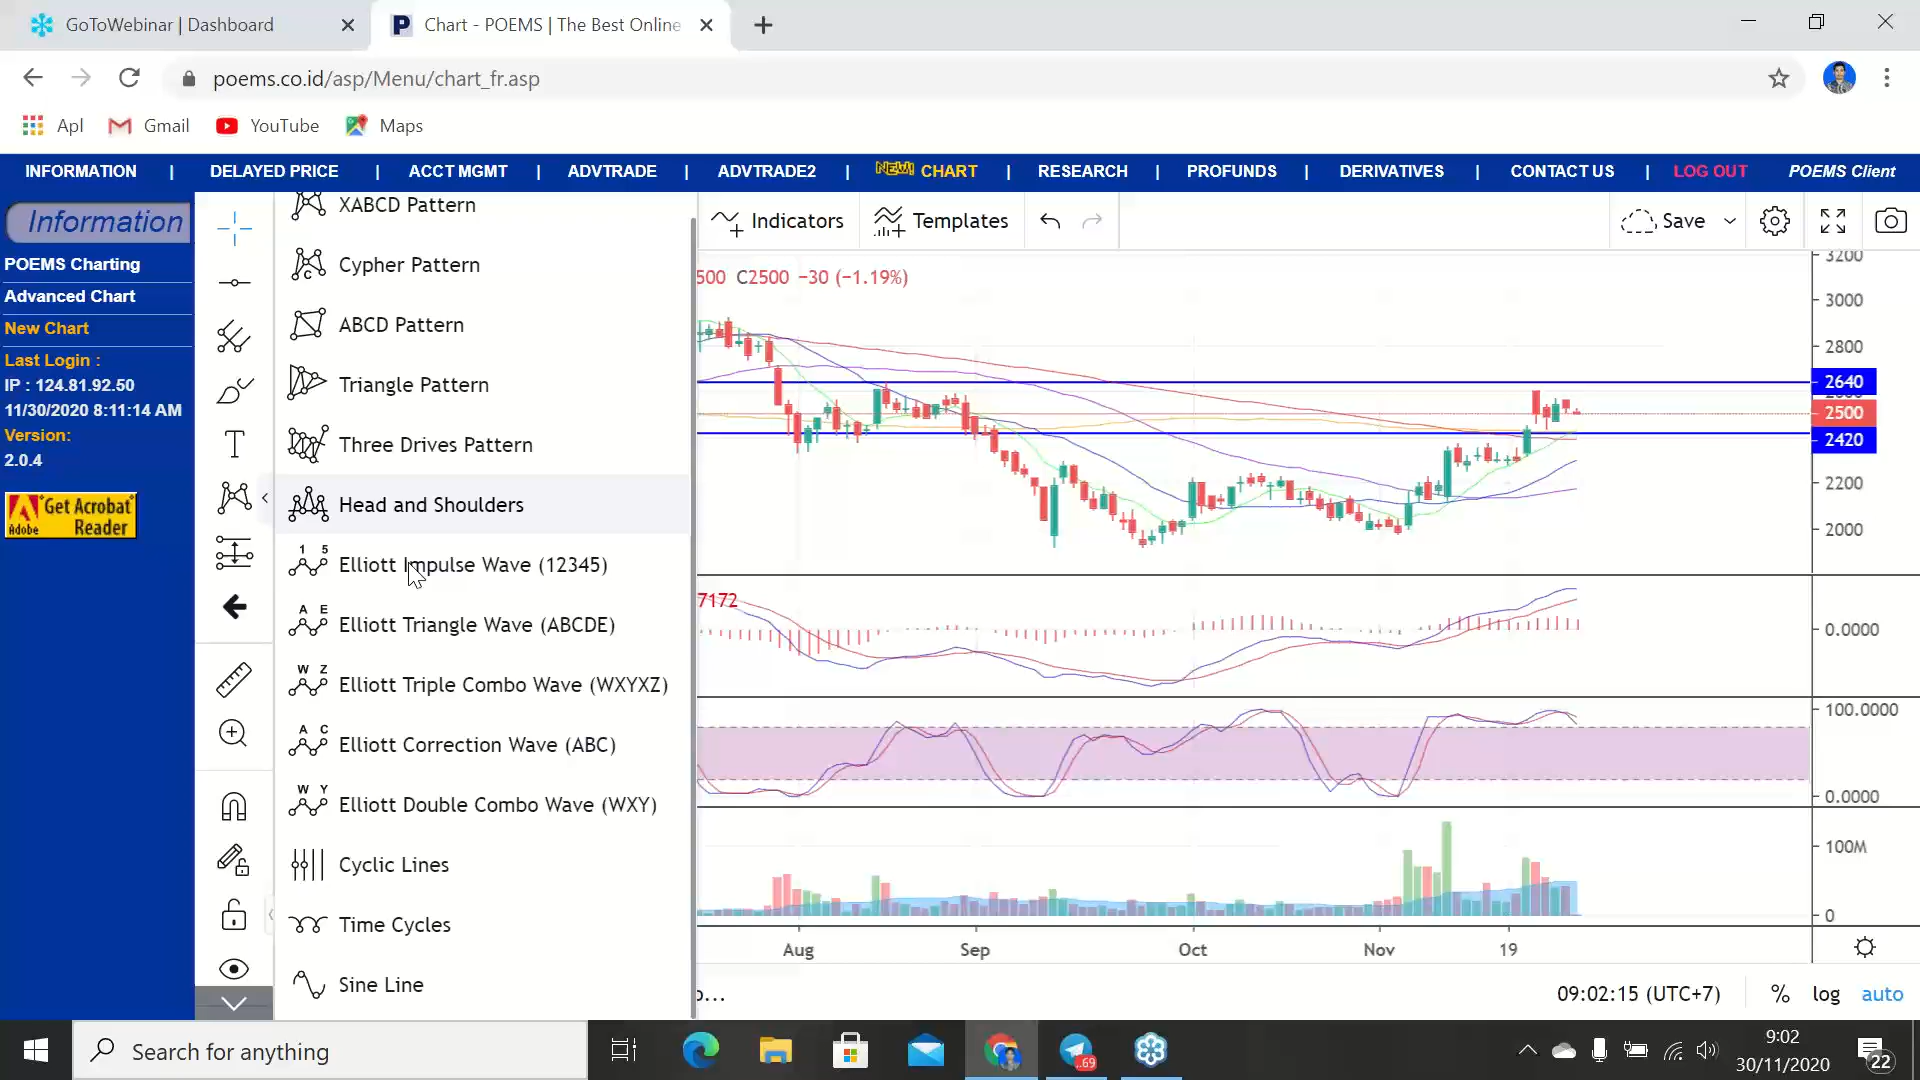 GoToWebinar | Dashboard
Chart - POEMS | The Best Online
poems.co.id/asp/Menu/chart_fr.asp
Apl
Gmail
YouTube
Maps
INFORMATION | DELAYED PRICE | ACCT MGMT | ADVTRADE | ADVTRADE2 | NEW! CHART | RESEARCH | PROFUNDS | DERIVATIVES | CONTACT US | LOG OUT POEMS Client
Information
POEMS Charting
Advanced Chart
New Chart
Last Login :
IP : 124.81.92.50
11/30/2020 8:11:14 AM
Version:
2.0.4
Get Acrobat
Reader
Adobe
XABCD Pattern
Cypher Pattern
ABCD Pattern
Triangle Pattern
Three Drives Pattern
Head and Shoulders
Elliott Impulse Wave (12345)
Elliott Triangle Wave (ABCDE)
Elliott Triple Combo Wave (WXYXZ)
Elliott Correction Wave (ABC)
Elliott Double Combo Wave (WXY)
Cyclic Lines
Time Cycles
Sine Line
Indicators
Templates
Save
500 C2500 −30 (−1.19%)
3200
3000
2800
2640
2500
2420
2200
2000
7172
0.0000
100.0000
0.0000
100M
0
Aug
Sep
Oct
Nov
19
09:02:15 (UTC+7)
%
log
auto
Search for anything
69
9:02
30/11/2020
22